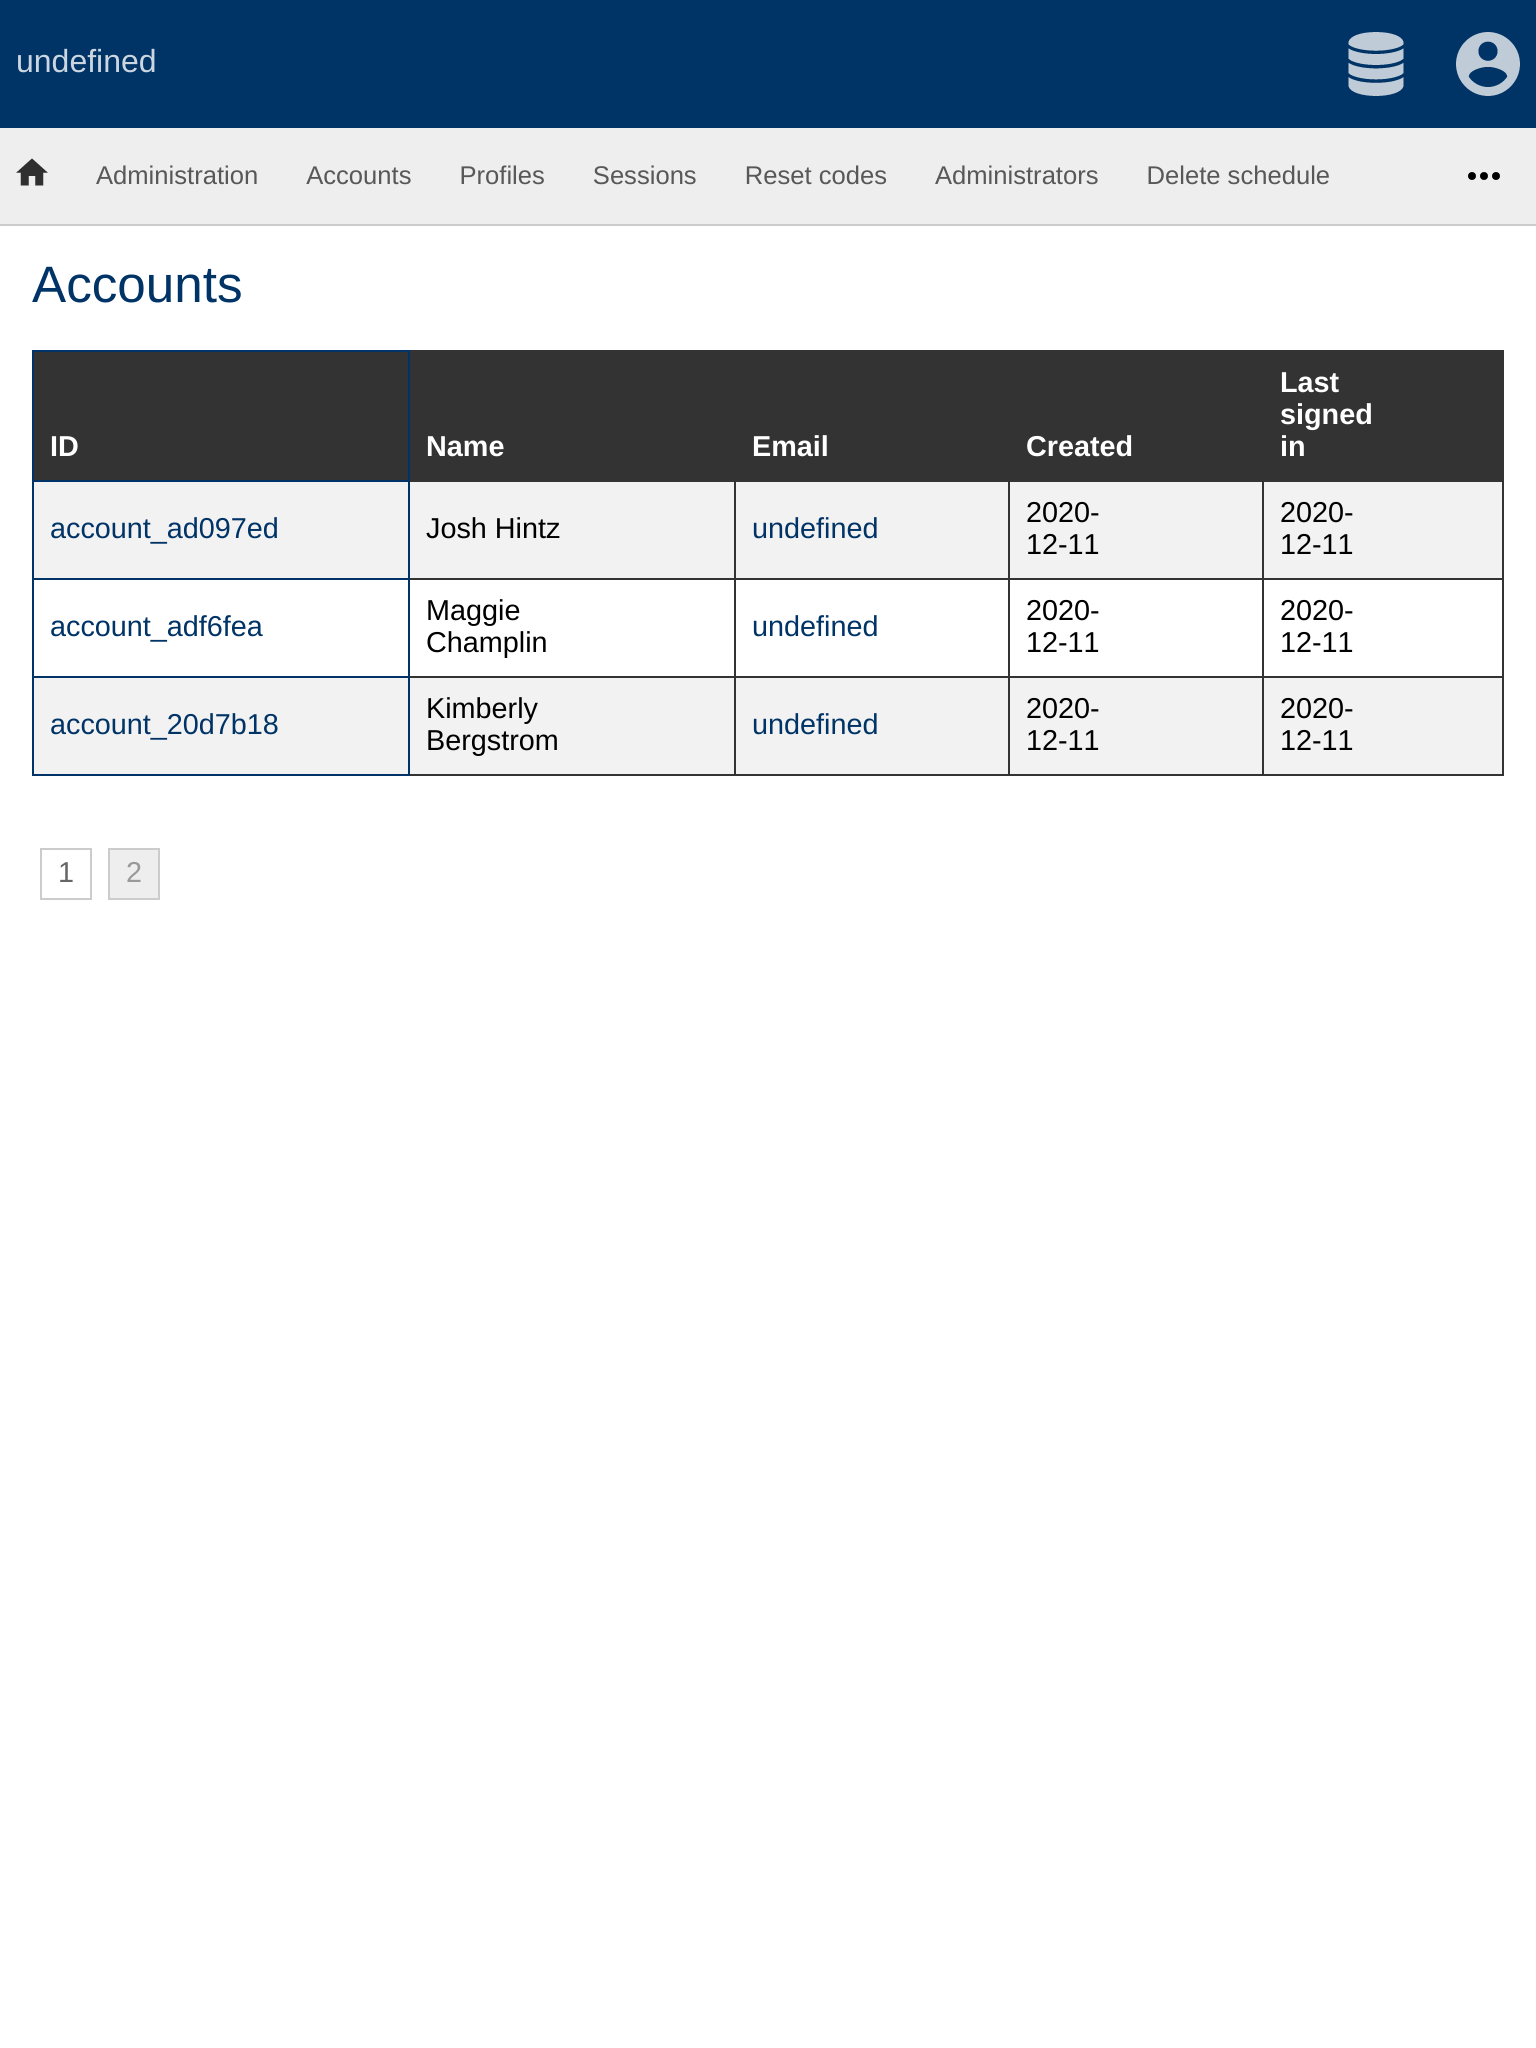 undefined
Administration Accounts Profiles Sessions Reset codes Administrators Delete schedule
Accounts
ID Name Email Created Last signed in
account_ad097ed Josh Hintz undefined 2020-12-11 2020-12-11
account_adf6fea Maggie Champlin undefined 2020-12-11 2020-12-11
account_20d7b18 Kimberly Bergstrom undefined 2020-12-11 2020-12-11
1 2